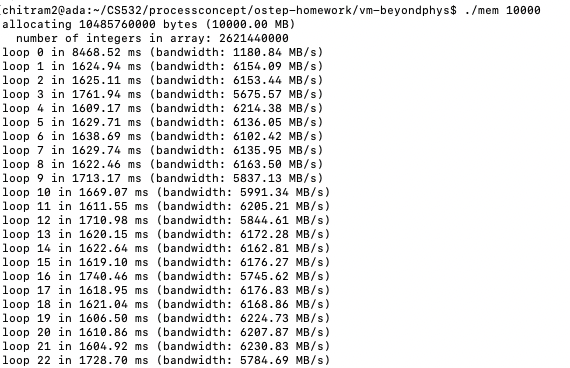 chitram2@ada:~/CS532/processconcept/ostep-homework/vm-beyondphys$ ./mem 10000
allocating 10485760000 bytes (10000.00 MB)
  number of integers in array: 2621440000
loop 0 in 8468.52 ms (bandwidth: 1180.84 MB/s)
loop 1 in 1624.94 ms (bandwidth: 6154.09 MB/s)
loop 2 in 1625.11 ms (bandwidth: 6153.44 MB/s)
loop 3 in 1761.94 ms (bandwidth: 5675.57 MB/s)
loop 4 in 1609.17 ms (bandwidth: 6214.38 MB/s)
loop 5 in 1629.71 ms (bandwidth: 6136.05 MB/s)
loop 6 in 1638.69 ms (bandwidth: 6102.42 MB/s)
loop 7 in 1629.74 ms (bandwidth: 6135.95 MB/s)
loop 8 in 1622.46 ms (bandwidth: 6163.50 MB/s)
loop 9 in 1713.17 ms (bandwidth: 5837.13 MB/s)
loop 10 in 1669.07 ms (bandwidth: 5991.34 MB/s)
loop 11 in 1611.55 ms (bandwidth: 6205.21 MB/s)
loop 12 in 1710.98 ms (bandwidth: 5844.61 MB/s)
loop 13 in 1620.15 ms (bandwidth: 6172.28 MB/s)
loop 14 in 1622.64 ms (bandwidth: 6162.81 MB/s)
loop 15 in 1619.10 ms (bandwidth: 6176.27 MB/s)
loop 16 in 1740.46 ms (bandwidth: 5745.62 MB/s)
loop 17 in 1618.95 ms (bandwidth: 6176.83 MB/s)
loop 18 in 1621.04 ms (bandwidth: 6168.86 MB/s)
loop 19 in 1606.50 ms (bandwidth: 6224.73 MB/s)
loop 20 in 1610.86 ms (bandwidth: 6207.87 MB/s)
loop 21 in 1604.92 ms (bandwidth: 6230.83 MB/s)
loop 22 in 1728.70 ms (bandwidth: 5784.69 MB/s)